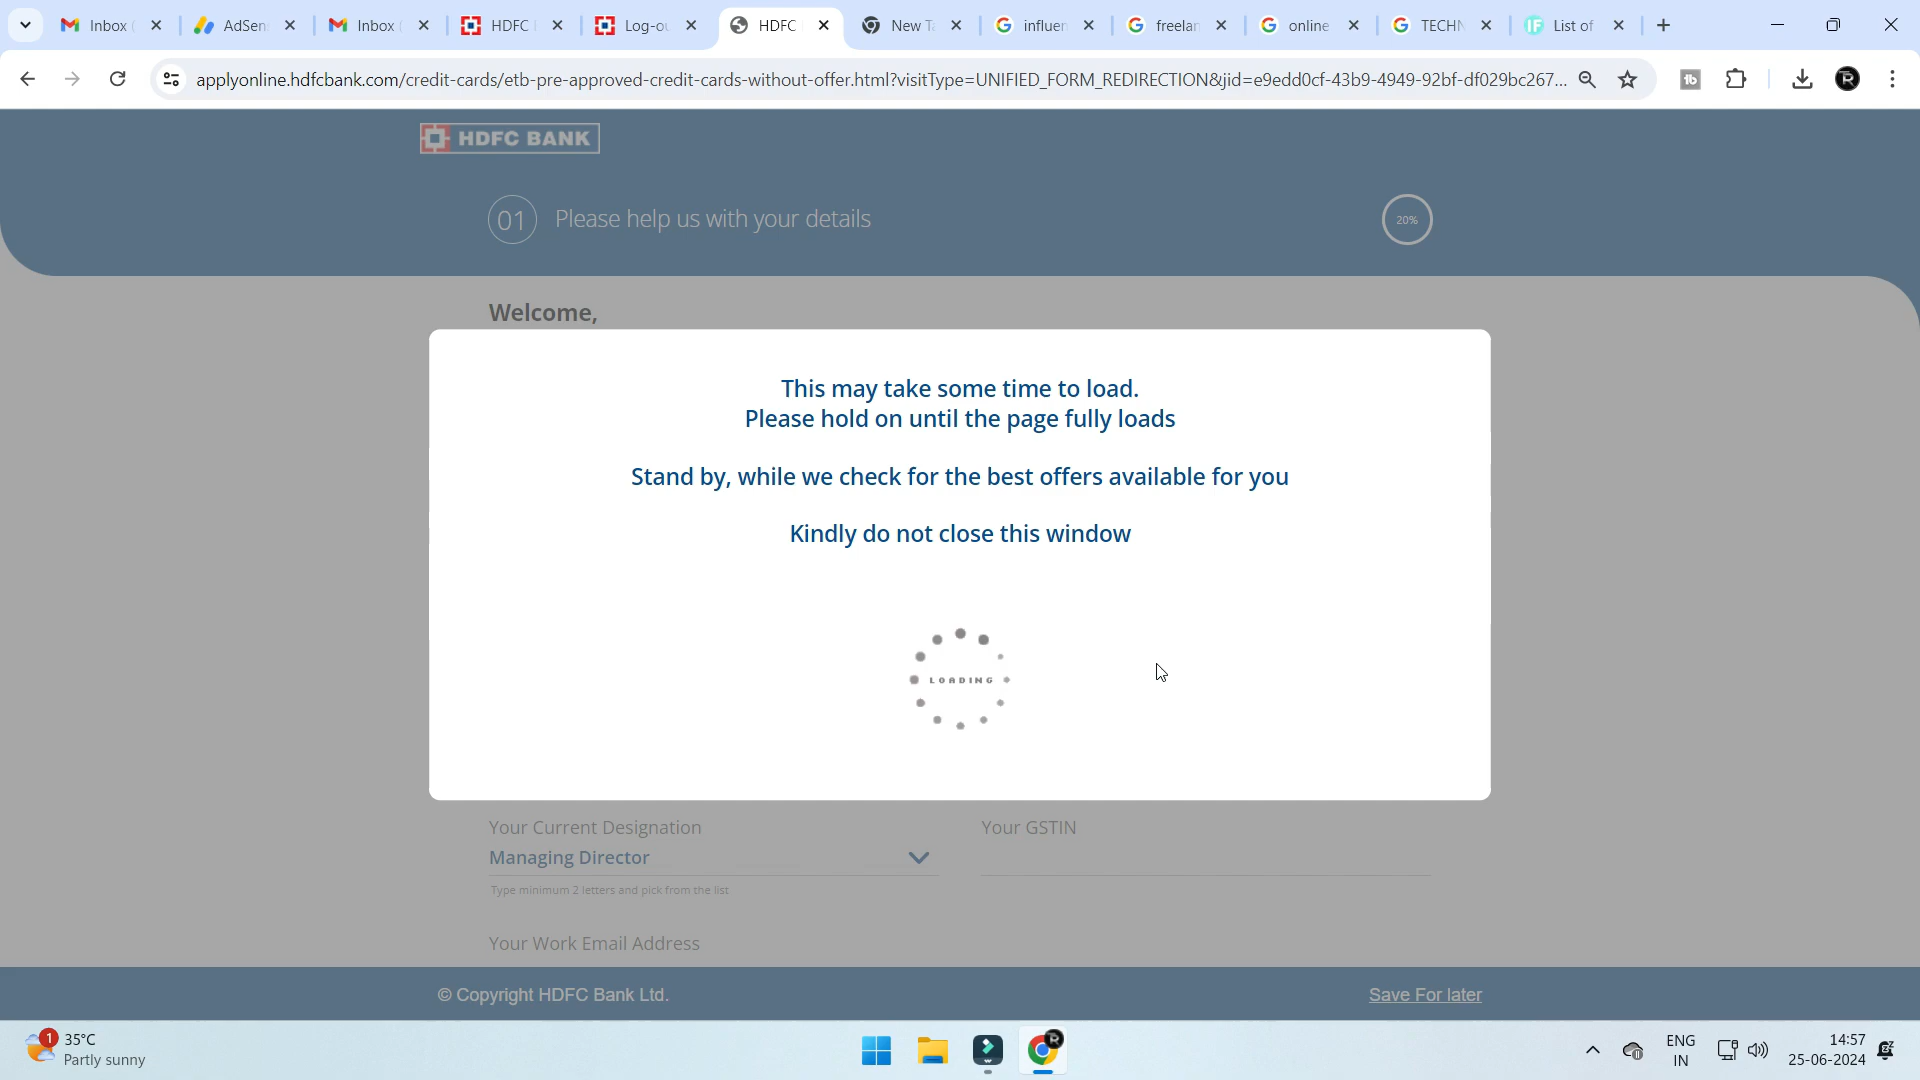 Inbox (
AdSen
Inbox (
HDFC
Log-ou
HDFC
New Ta
influen
freelan
online
TECHN
List of
applyonline.hdfcbank.com/credit-cards/etb-pre-approved-credit-cards-without-offer.html?visitType=UNIFIED_FORM_REDIRECTION&jid=e9edd0cf-43b9-4949-92bf-df029bc267...
HDFC BANK
01 Please help us with your details
20%
Welcome,
This may take some time to load.
Please hold on until the page fully loads
Stand by, while we check for the best offers available for you
Kindly do not close this window
LOADING
Your Current Designation
Your GSTIN
Managing Director
Type minimum 2 letters and pick from the list
Your Work Email Address
© Copyright HDFC Bank Ltd.
Save For later
1
35°C
Partly sunny
R
ENG
IN
14:57
25-06-2024